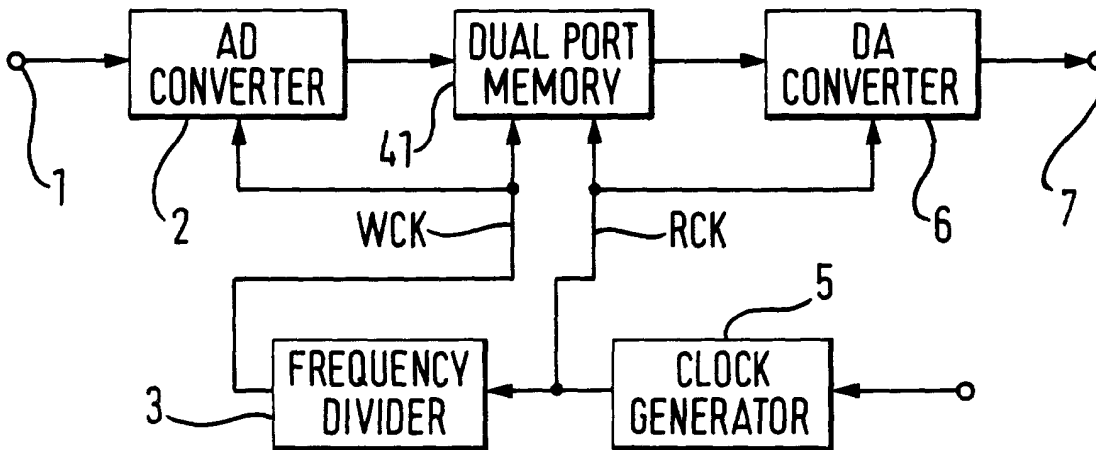 AD
CONVERTER
DUAL PORT
MEMORY
DA
CONVERTER
1
2
41
6
7
WCK
RCK
5
3
FREQUENCY
DIVIDER
CLOCK
GENERATOR